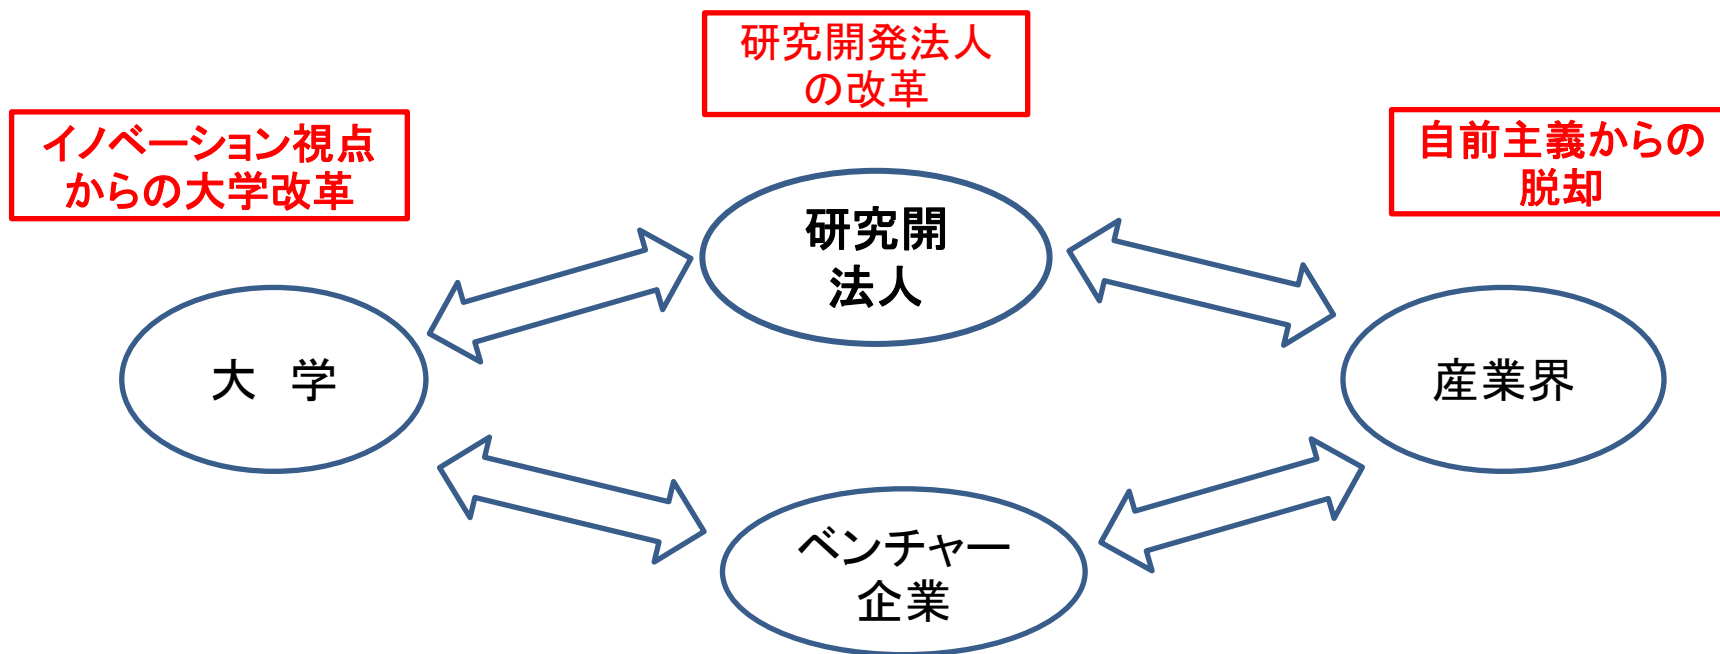 研究開発法人
の改革
イノベーション視点
からの大学改革
自前主義からの
脱却
研究開
法人
大　学
産業界
ベンチャー
企業